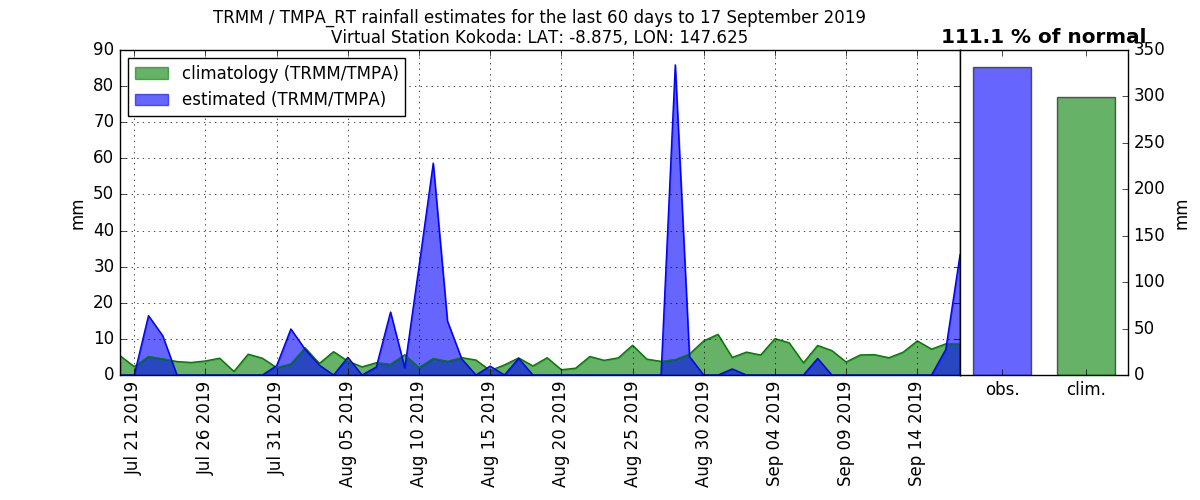 TRMM / TMPA_RT rainfall estimates for the last 60 days to 17 September 2019
Virtual Station Kokoda: LAT: -8.875, LON: 147.625
111.1 % of normal
climatology (TRMM/TMPA)
estimated (TRMM/TMPA)
mm
90
80
70
60
50
40
30
20
10
0
Jul 21 2019
Jul 26 2019
Jul 31 2019
Aug 05 2019
Aug 10 2019
Aug 15 2019
Aug 20 2019
Aug 25 2019
Aug 30 2019
Sep 04 2019
Sep 09 2019
Sep 14 2019
obs.
clim.
350
300
250
200
150
100
50
0
mm